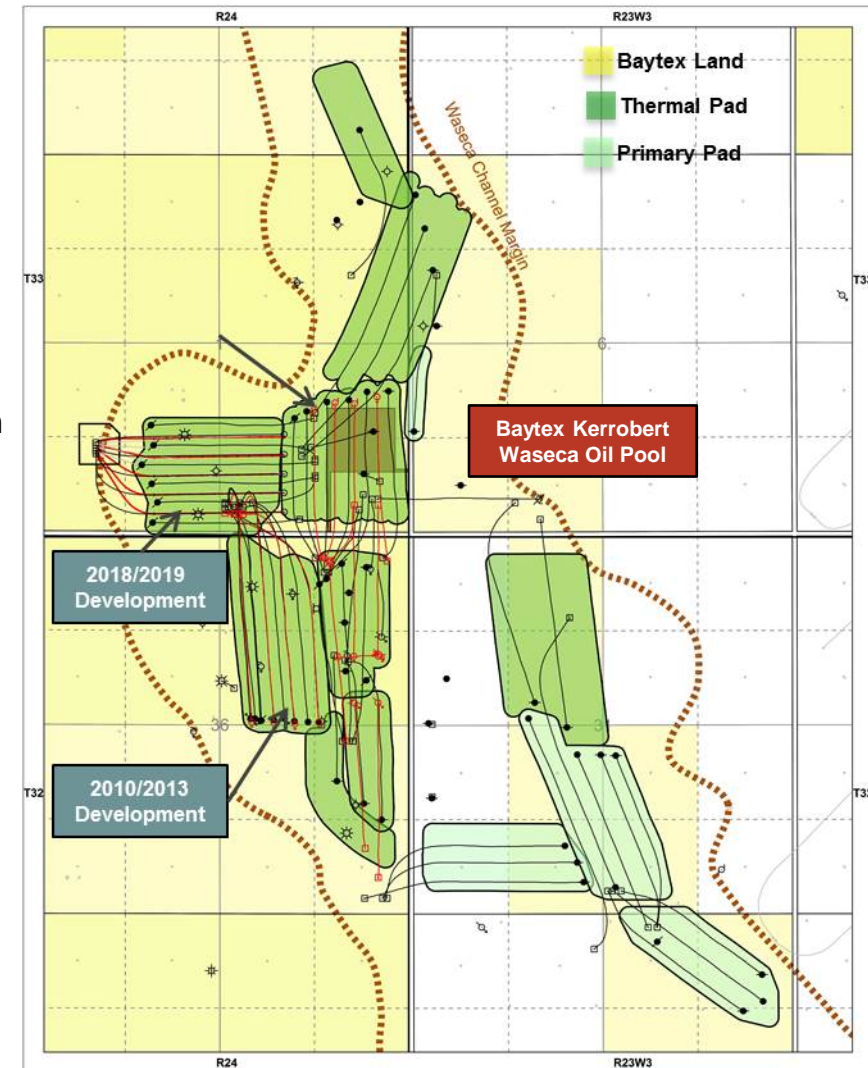 R24
R23W3
Baytex Land
Thermal Pad
Primary Pad
Waseca Channel Margin
T33
T33
6
Baytex Kerrobert
Waseca Oil Pool
2018/2019
Development
36
31
2010/2013
Development
T32
T32
R24
R23W3